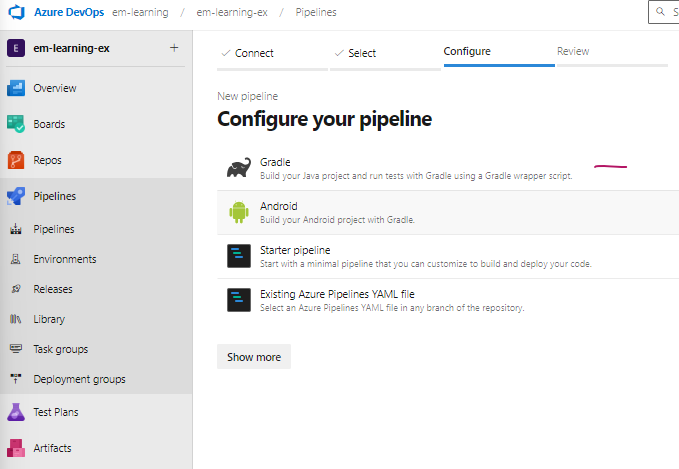 Azure DevOps em-learning / em-learning-ex / Pipelines
S
E em-learning-ex +
Overview
Boards
Repos
Pipelines
Pipelines
Environments
Releases
Library
Task groups
Deployment groups
Test Plans
Artifacts
✓ Connect ✓ Select Configure Review
New pipeline
Configure your pipeline
Gradle
Build your Java project and run tests with Gradle using a Gradle wrapper script.
Android
Build your Android project with Gradle.
Starter pipeline
Start with a minimal pipeline that you can customize to build and deploy your code.
Existing Azure Pipelines YAML file
Select an Azure Pipelines YAML file in any branch of the repository.
Show more